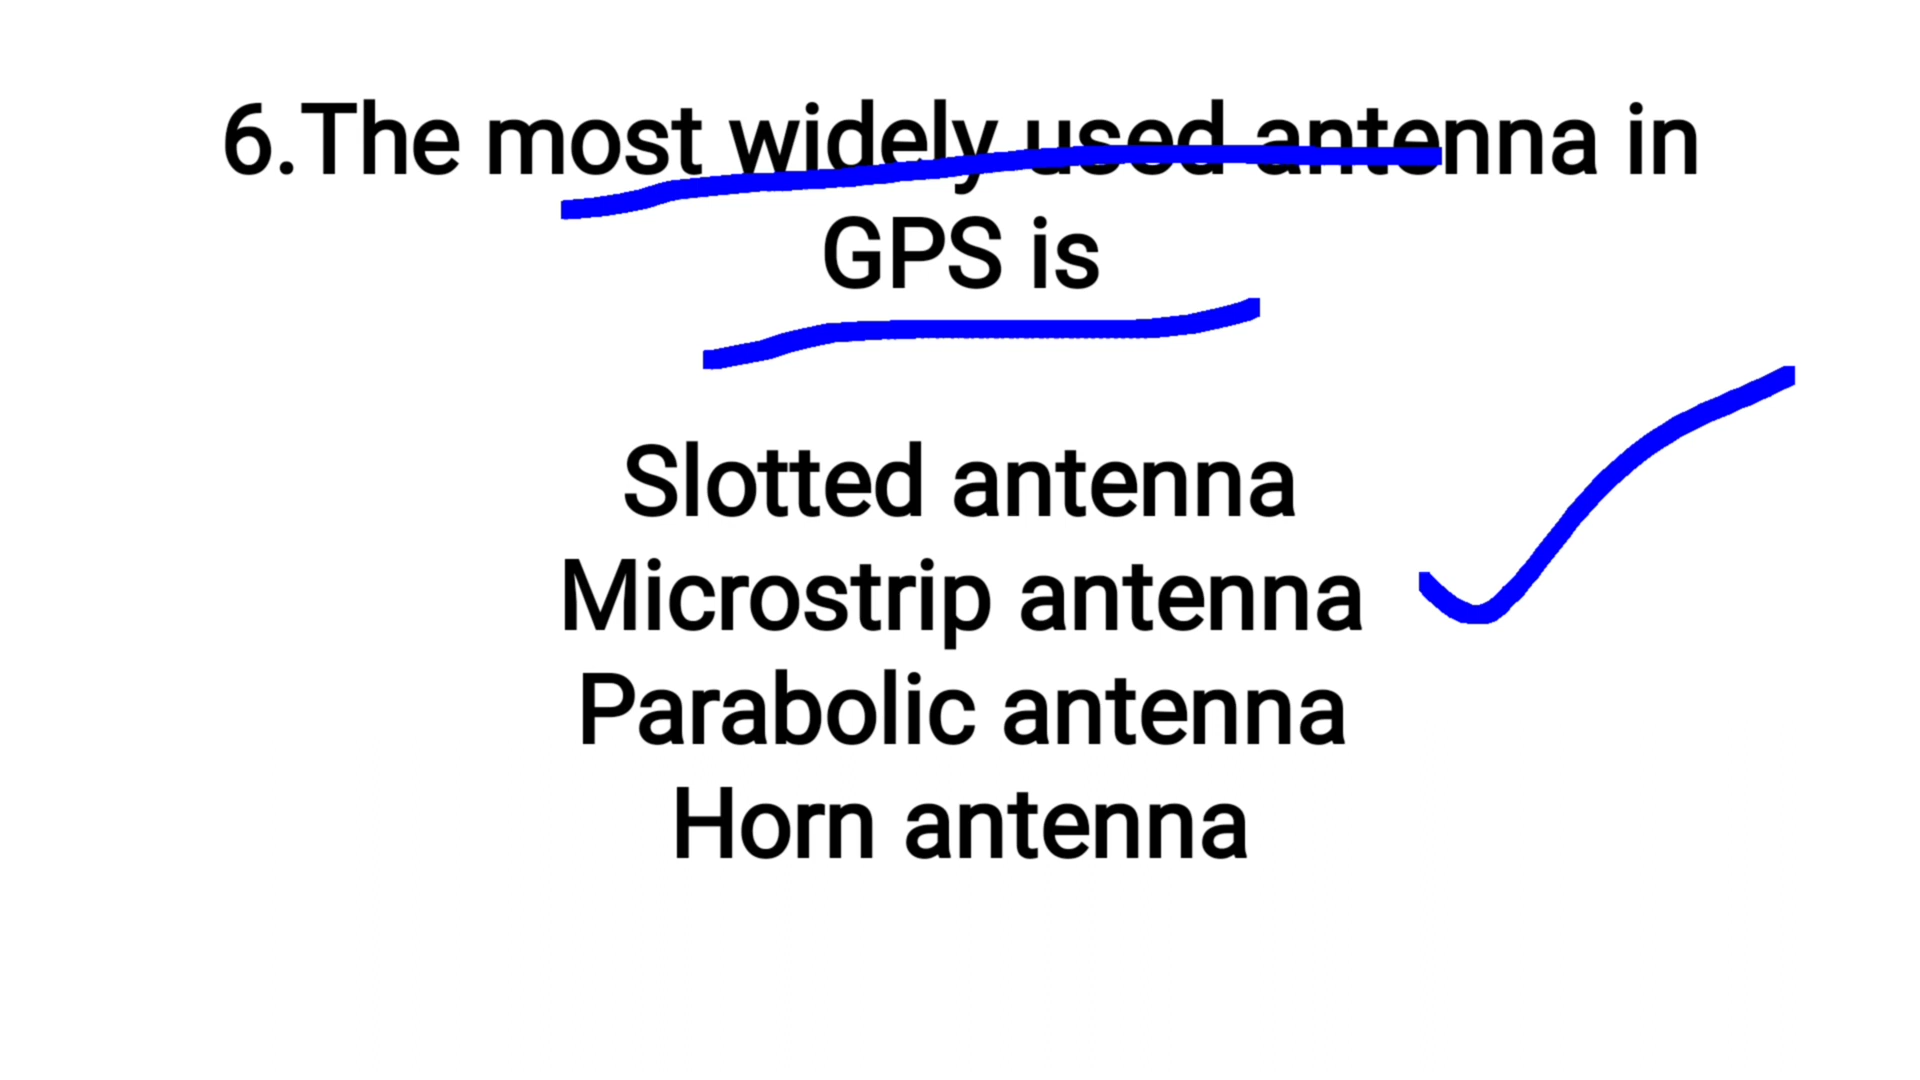 6.The most widely used antenna in
GPS is
Slotted antenna
Microstrip antenna
Parabolic antenna
Horn antenna